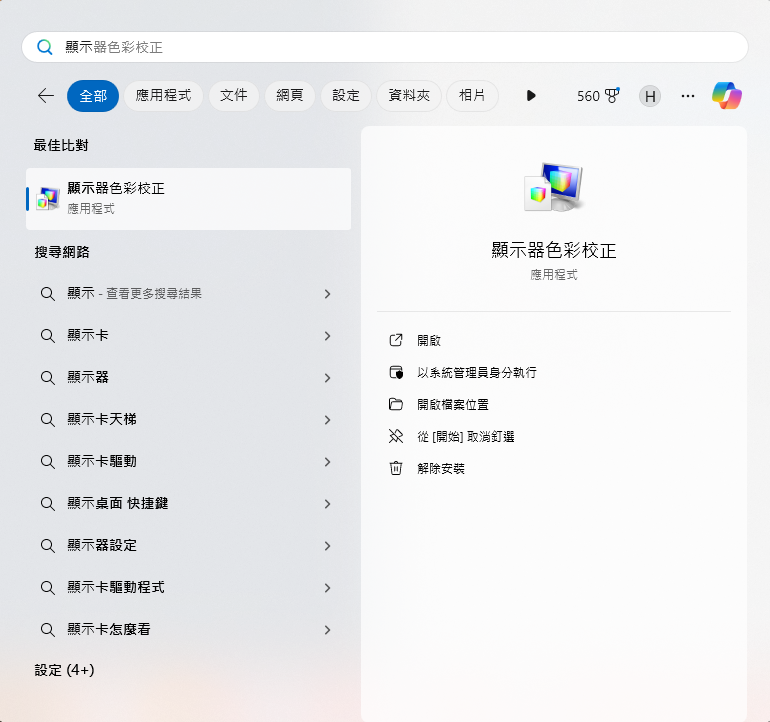 顯示器色彩校正
全部 應用程式 文件 網頁 設定 資料夾 相片 560 H
最佳比對
顯示器色彩校正
應用程式
搜尋網路
顯示 - 查看更多搜尋結果
顯示卡
顯示器
顯示卡天梯
顯示卡驅動
顯示桌面 快捷鍵
顯示器設定
顯示卡驅動程式
顯示卡怎麼看
設定 (4+)
顯示器色彩校正
應用程式
開啟
以系統管理員身分執行
開啟檔案位置
從 [開始] 取消釘選
解除安裝